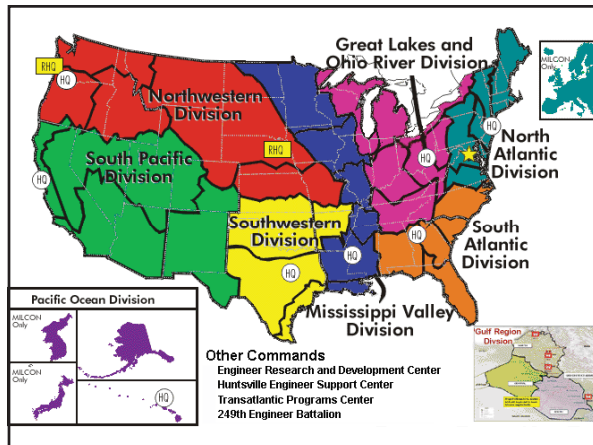 Great Lakes and
Ohio River Division
MILCON
Only
RHQ
HQ
Northwestern
Division
RHQ
HQ
HQ
North
Atlantic
Division
South Pacific
Division
HQ
Southwestern
Division
HQ
HQ
HQ
South
Atlantic
Division
Mississippi Valley
Division
Pacific Ocean Division
MILCON
Only
MILCON
Only
HQ
Other Commands
Engineer Research and Development Center
Huntsville Engineer Support Center
Transatlantic Programs Center
249th Engineer Battalion
Gulf Region
Division